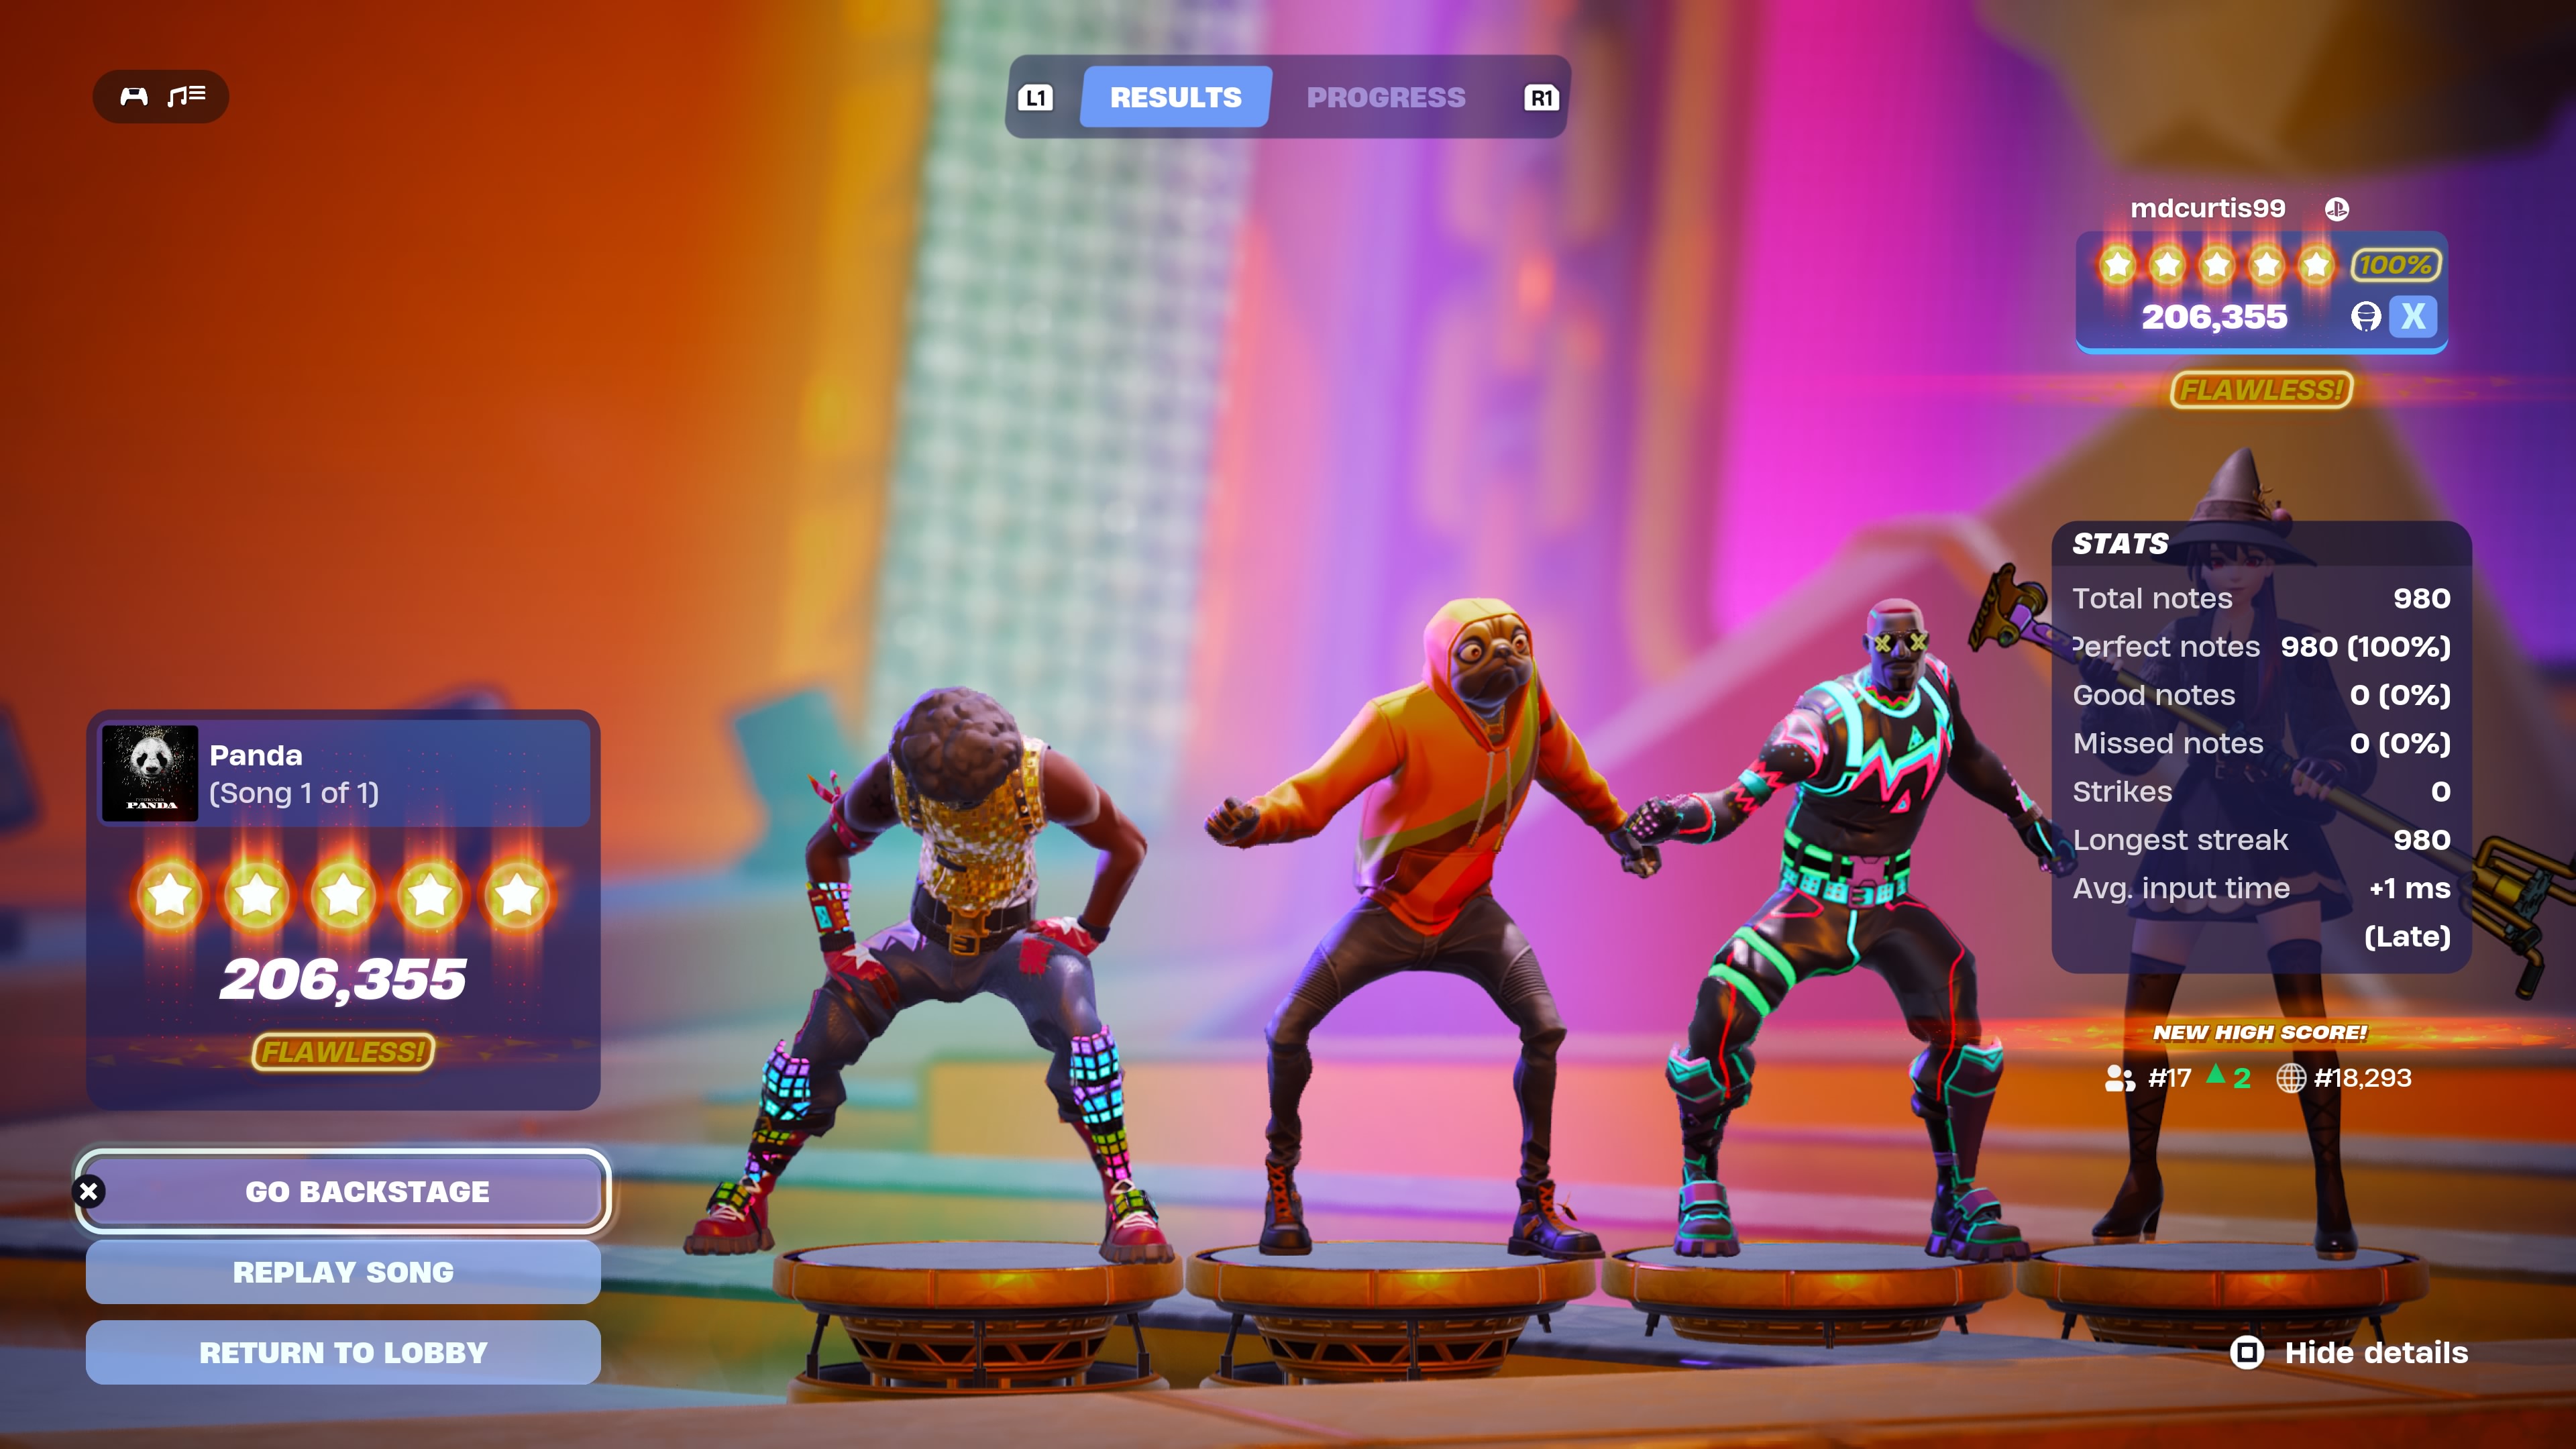 L1 RESULTS PROGRESS R1
mdcurtis99
100%
206,355 X
FLAWLESS!
STATS
Total notes 980
Perfect notes 980 (100%)
Good notes 0 (0%)
Missed notes 0 (0%)
Strikes 0
Longest streak 980
Avg. input time +1 ms
(Late)
NEW HIGH SCORE!
#17 ▲2 #18,293
Panda
(Song 1 of 1)
PANDA
206,355
FLAWLESS!
GO BACKSTAGE
REPLAY SONG
RETURN TO LOBBY
Hide details